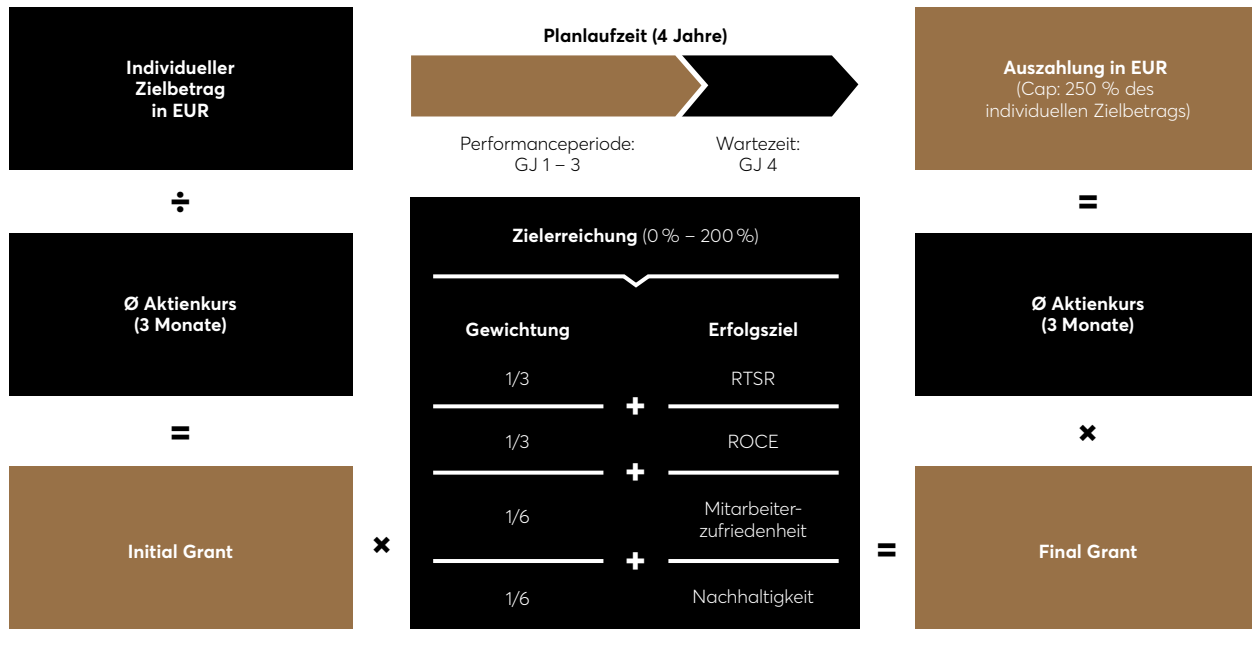 Individueller
Zielbetrag
in EUR
÷
Ø Aktienkurs
(3 Monate)
=
Initial Grant
×
Planlaufzeit (4 Jahre)
Performanceperiode:
GJ 1 – 3
Wartezeit:
GJ 4
Zielerreichung (0 % – 200 %)
Gewichtung Erfolgsziel
1/3 RTSR
+
1/3 ROCE
+
1/6 Mitarbeiter-
zufriedenheit
+
1/6 Nachhaltigkeit
=
Auszahlung in EUR
(Cap: 250 % des
individuellen Zielbetrags)
=
Ø Aktienkurs
(3 Monate)
×
Final Grant